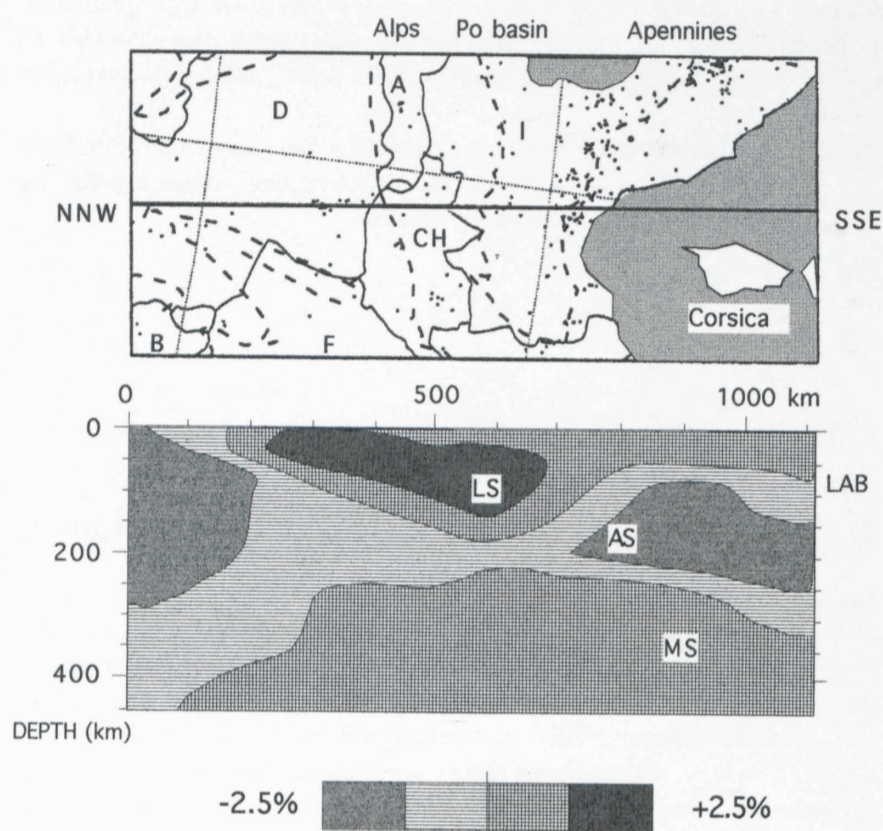 Alps Po basin Apennines
A
D
I
NNW SSE
CH
Corsica
B F
0 500 1000 km
0
LS LAB
AS
200
MS
400
DEPTH (km)
-2.5% +2.5%